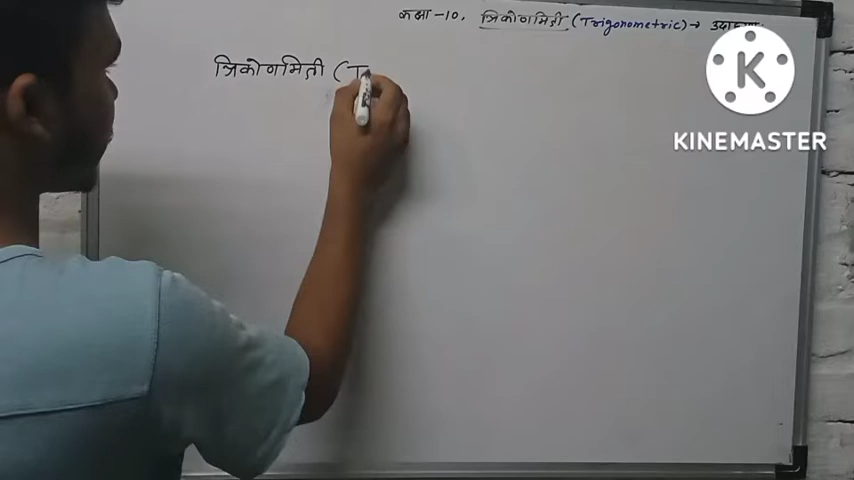 कक्षा -10, त्रिकोणमिती (Trigonometric) → उदाहरण
त्रिकोणमिती (T
KINEMASTER